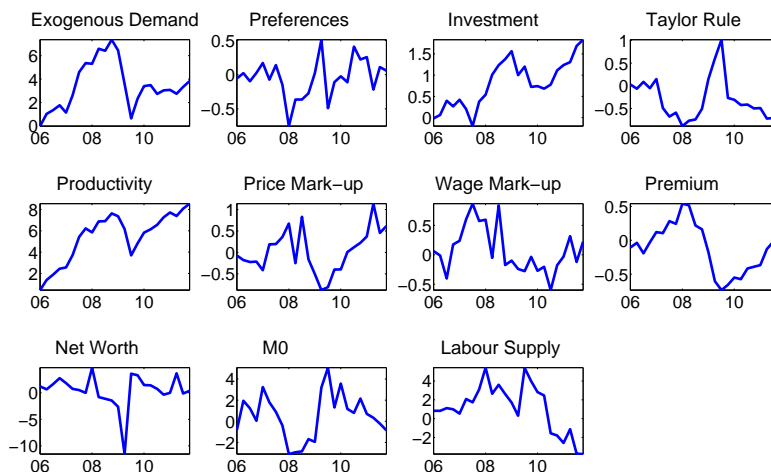 Exogenous Demand Preferences Investment Taylor Rule
6 0.5 1.5 1
4 0 1 0.5
2 −0.5 0.5 0
0 0 −0.5
06 08 10 06 08 10 06 08 10 06 08 10
Productivity Price Mark−up Wage Mark−up Premium
8 1 0.5 0.5
6 0.5 0 0
4 0 −0.5 −0.5
2 −0.5
06 08 10 06 08 10 06 08 10 06 08 10
Net Worth M0 Labour Supply
0 4 4
−5 2 2
−10 0 0
−2 −2
06 08 10 06 08 10 06 08 10